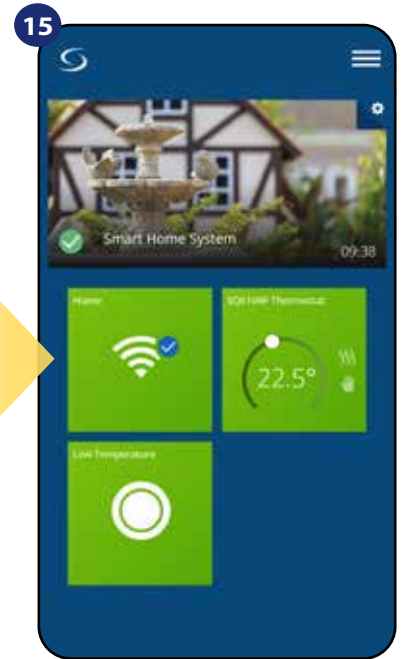 15
Smart Home System
09:38
Home
SQ610RF Thermostat
22.5°
Low Temperature